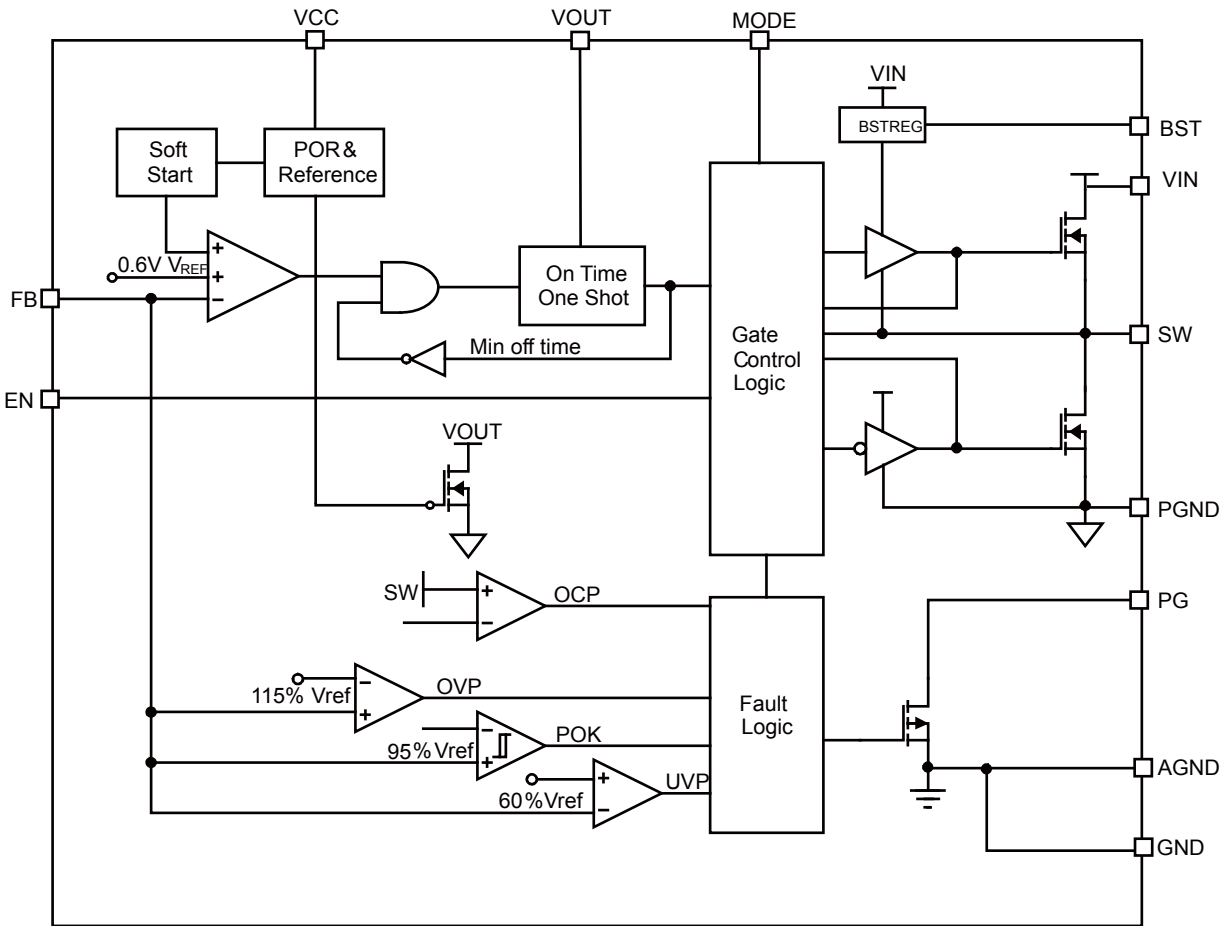 VCC
VOUT
MODE
VIN
BSTREG
BST
Soft
Start
POR&
Reference
VIN
+
0.6V VREF
+
−
FB
On Time
One Shot
Min off time
Gate
Control
Logic
SW
EN
VOUT
PGND
SW
+
−
OCP
PG
115% Vref
−
+
OVP
Fault
Logic
95%Vref
−
+
POK
60%Vref
+
−
UVP
AGND
GND